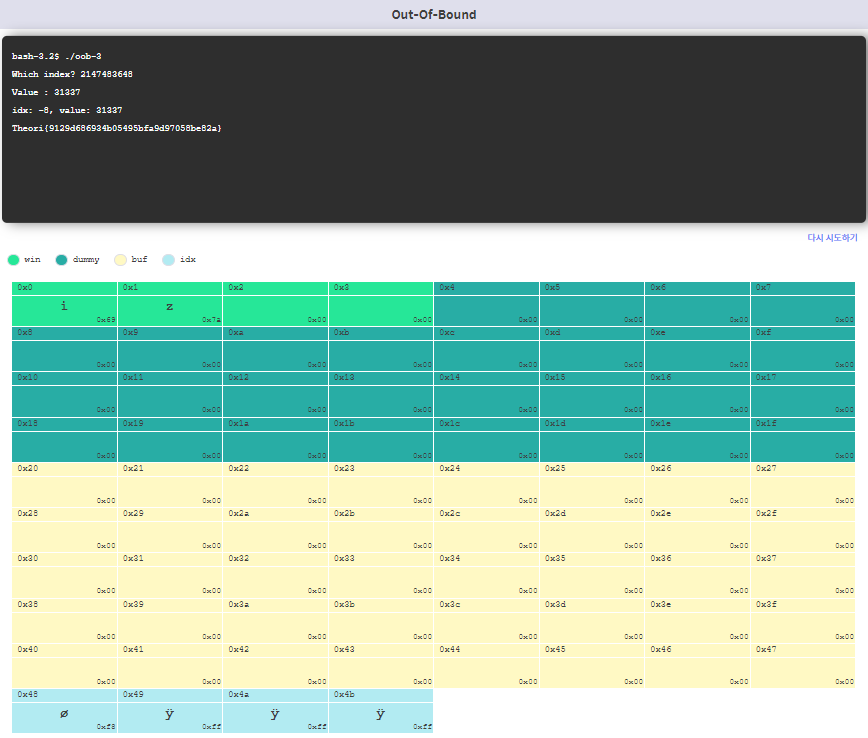 Out-Of-Bound
bash-3.2$ ./oob-3
Which index? 2147483648
Value : 31337
idx: -8, value: 31337
Theori{9129d686934b05495bfa9d97058be82a}
다시 시도하기
win dummy buf idx
0x0 0x1 0x2 0x3 0x4 0x5 0x6 0x7
i z
0x69 0x7a 0x00 0x00 0x00 0x00 0x00 0x00
0x8 0x9 0xa 0xb 0xc 0xd 0xe 0xf
0x00 0x00 0x00 0x00 0x00 0x00 0x00 0x00
0x10 0x11 0x12 0x13 0x14 0x15 0x16 0x17
0x00 0x00 0x00 0x00 0x00 0x00 0x00 0x00
0x18 0x19 0x1a 0x1b 0x1c 0x1d 0x1e 0x1f
0x00 0x00 0x00 0x00 0x00 0x00 0x00 0x00
0x20 0x21 0x22 0x23 0x24 0x25 0x26 0x27
0x00 0x00 0x00 0x00 0x00 0x00 0x00 0x00
0x28 0x29 0x2a 0x2b 0x2c 0x2d 0x2e 0x2f
0x00 0x00 0x00 0x00 0x00 0x00 0x00 0x00
0x30 0x31 0x32 0x33 0x34 0x35 0x36 0x37
0x00 0x00 0x00 0x00 0x00 0x00 0x00 0x00
0x38 0x39 0x3a 0x3b 0x3c 0x3d 0x3e 0x3f
0x00 0x00 0x00 0x00 0x00 0x00 0x00 0x00
0x40 0x41 0x42 0x43 0x44 0x45 0x46 0x47
0x00 0x00 0x00 0x00 0x00 0x00 0x00 0x00
0x48 0x49 0x4a 0x4b
ø ÿ ÿ ÿ
0xf8 0xff 0xff 0xff